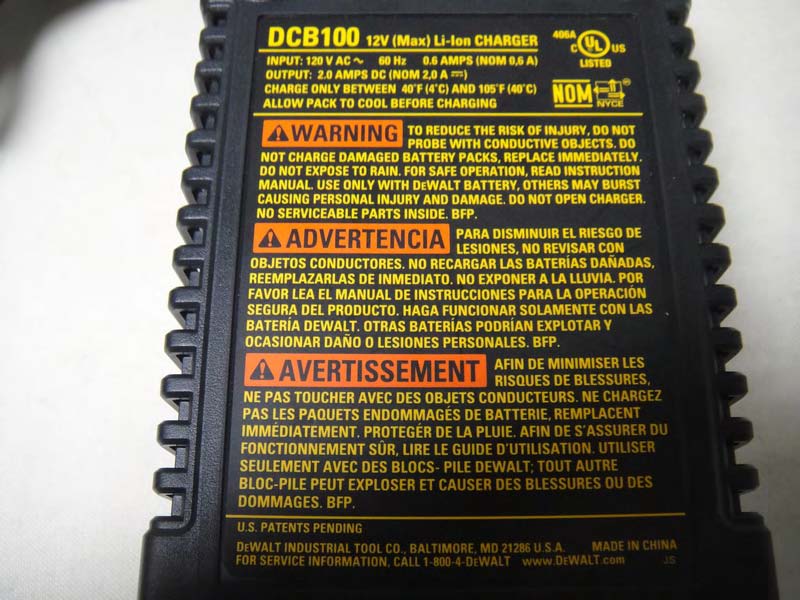 DCB100 12V (Max) Li-Ion CHARGER
406A C UL US LISTED
INPUT: 120 V AC ~ 60 Hz 0.6 AMPS (NOM 0,6 A)
OUTPUT: 2.0 AMPS DC (NOM 2,0 A ⎓)
CHARGE ONLY BETWEEN 40°F (4°C) AND 105°F (40°C)
ALLOW PACK TO COOL BEFORE CHARGING
NOM NYCE
⚠WARNING TO REDUCE THE RISK OF INJURY, DO NOT
PROBE WITH CONDUCTIVE OBJECTS. DO
NOT CHARGE DAMAGED BATTERY PACKS, REPLACE IMMEDIATELY.
DO NOT EXPOSE TO RAIN. FOR SAFE OPERATION, READ INSTRUCTION
MANUAL. USE ONLY WITH DEWALT BATTERY, OTHERS MAY BURST
CAUSING PERSONAL INJURY AND DAMAGE. DO NOT OPEN CHARGER.
NO SERVICEABLE PARTS INSIDE. BFP.
⚠ADVERTENCIA PARA DISMINUIR EL RIESGO DE
LESIONES, NO REVISAR CON
OBJETOS CONDUCTORES. NO RECARGAR LAS BATERÍAS DAÑADAS,
REEMPLAZARLAS DE INMEDIATO. NO EXPONER A LA LLUVIA. POR
FAVOR LEA EL MANUAL DE INSTRUCCIONES PARA LA OPERACIÓN
SEGURA DEL PRODUCTO. HAGA FUNCIONAR SOLAMENTE CON LAS
BATERÍA DEWALT. OTRAS BATERÍAS PODRÍAN EXPLOTAR Y
OCASIONAR DAÑO O LESIONES PERSONALES. BFP.
⚠AVERTISSEMENT AFIN DE MINIMISER LES
RISQUES DE BLESSURES,
NE PAS TOUCHER AVEC DES OBJETS CONDUCTEURS. NE CHARGEZ
PAS LES PAQUETS ENDOMMAGÉS DE BATTERIE, REMPLACENT
IMMÉDIATEMENT. PROTEGÉR DE LA PLUIE. AFIN DE S'ASSURER DU
FONCTIONNEMENT SÛR, LIRE LE GUIDE D'UTILISATION. UTILISER
SEULEMENT AVEC DES BLOCS- PILE DEWALT; TOUT AUTRE
BLOC-PILE PEUT EXPLOSER ET CAUSER DES BLESSURES OU DES
DOMMAGES. BFP.
U.S. PATENTS PENDING
DEWALT INDUSTRIAL TOOL CO., BALTIMORE, MD 21286 U.S.A. MADE IN CHINA
FOR SERVICE INFORMATION, CALL 1-800-4-DEWALT www.DEWALT.com JS